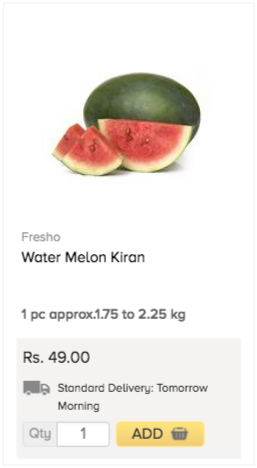 Fresho
Water Melon Kiran
1 pc approx.1.75 to 2.25 kg
Rs. 49.00
Standard Delivery: Tomorrow
Morning
Qty 1 ADD